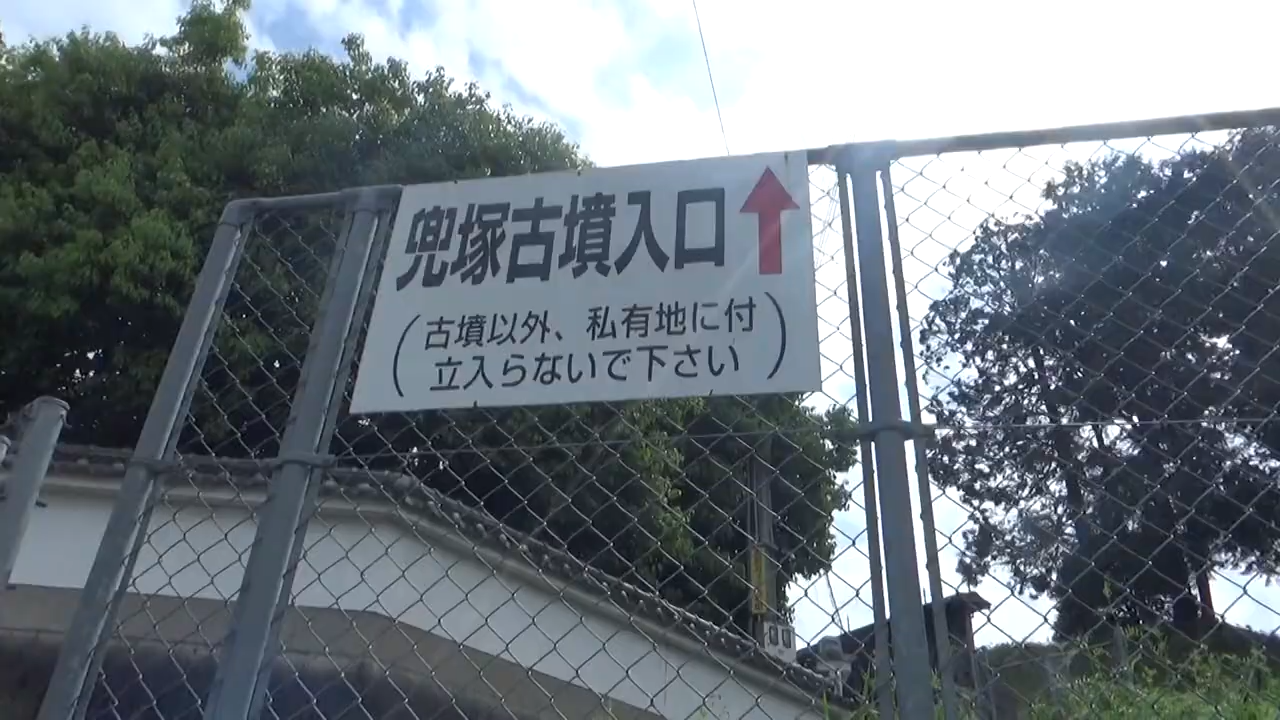 兜塚古墳入口
(古墳以外、私有地に付
立入らないで下さい)